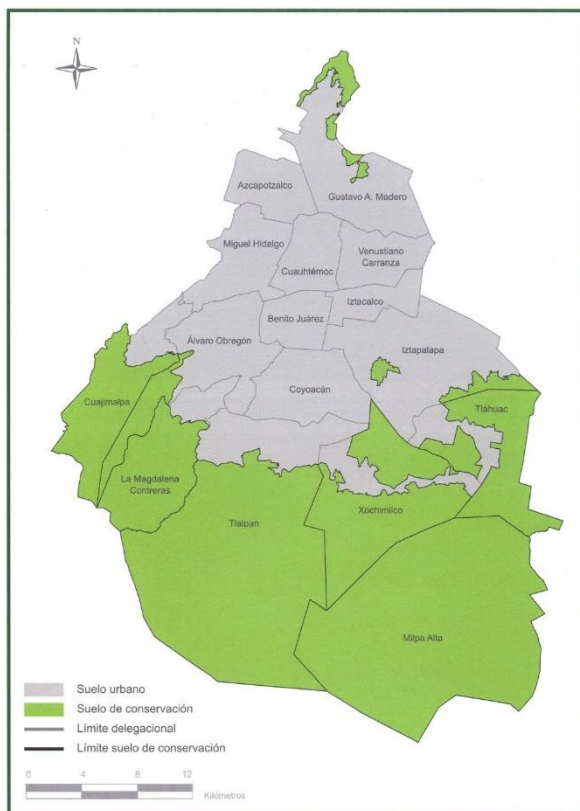 N
Azcapotzalco
Gustavo A. Madero
Miguel Hidalgo
Venustiano
Carranza
Cuauhtémoc
Iztacalco
Benito Juárez
Álvaro Obregón
Iztapalapa
Coyoacán
Cuajimalpa
Tláhuac
La Magdalena
Contreras
Tlalpan
Xochimilco
Milpa Alta
Suelo urbano
Suelo de conservación
Límite delegacional
Límite suelo de conservación
0 4 8 12
Kilómetros